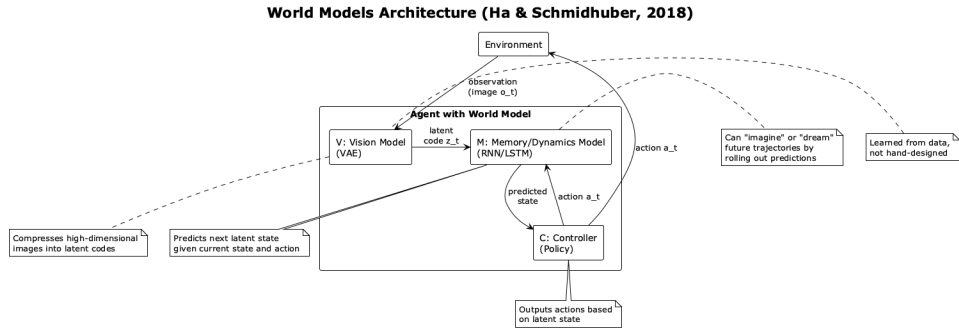 World Models Architecture (Ha & Schmidhuber, 2018)
Environment
observation
(image o_t)
Agent with World Model
V: Vision Model
(VAE)
latent
code z_t
M: Memory/Dynamics Model
(RNN/LSTM)
action a_t
Can "imagine" or "dream"
future trajectories by
rolling out predictions
Learned from data,
not hand-designed
predicted
state
action a_t
Compresses high-dimensional
images into latent codes
Predicts next latent state
given current state and action
C: Controller
(Policy)
Outputs actions based
on latent state